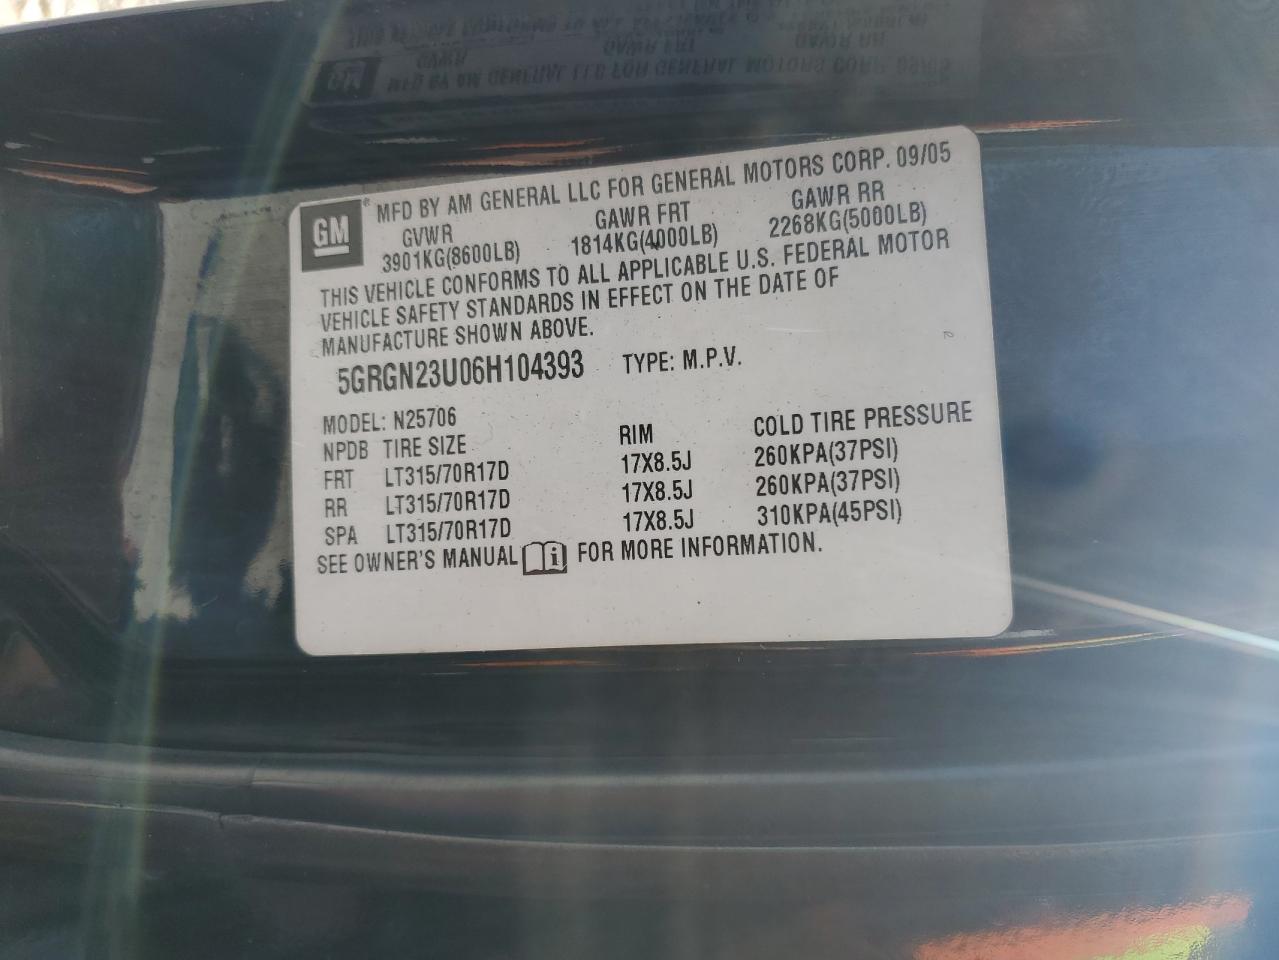 GM ® MFD BY AM GENERAL LLC FOR GENERAL MOTORS CORP. 09/05
GVWR GAWR FRT GAWR RR
3901KG(8600LB) 1814KG(4000LB) 2268KG(5000LB)
THIS VEHICLE CONFORMS TO ALL APPLICABLE U.S. FEDERAL MOTOR
VEHICLE SAFETY STANDARDS IN EFFECT ON THE DATE OF
MANUFACTURE SHOWN ABOVE.
5GRGN23U06H104393 TYPE: M.P.V.
MODEL: N25706
NPDB TIRE SIZE RIM COLD TIRE PRESSURE
FRT LT315/70R17D 17X8.5J 260KPA(37PSI)
RR LT315/70R17D 17X8.5J 260KPA(37PSI)
SPA LT315/70R17D 17X8.5J 310KPA(45PSI)
SEE OWNER'S MANUAL i FOR MORE INFORMATION.